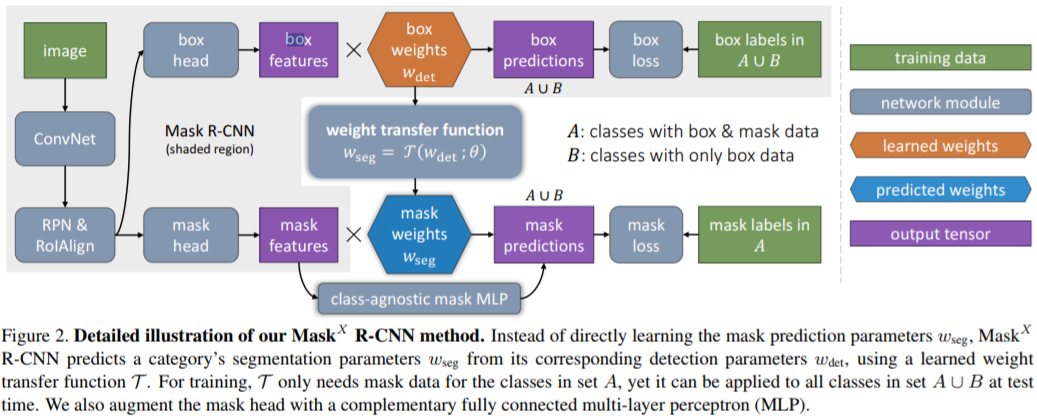 image
box
head
box
features
×
box
weights
w_det
box
predictions
A ∪ B
box
loss
box labels in
A ∪ B
ConvNet
Mask R-CNN
(shaded region)
weight transfer function
w_seg = 𝒯(w_det ; θ)
A: classes with box & mask data
B: classes with only box data
RPN &
RoIAlign
mask
head
mask
features
×
mask
weights
w_seg
A ∪ B
mask
predictions
mask
loss
mask labels in
A
class-agnostic mask MLP
training data
network module
learned weights
predicted weights
output tensor
Figure 2. Detailed illustration of our Mask^X R-CNN method. Instead of directly learning the mask prediction parameters w_seg, Mask^X
R-CNN predicts a category's segmentation parameters w_seg from its corresponding detection parameters w_det, using a learned weight
transfer function 𝒯. For training, 𝒯 only needs mask data for the classes in set A, yet it can be applied to all classes in set A ∪ B at test
time. We also augment the mask head with a complementary fully connected multi-layer perceptron (MLP).